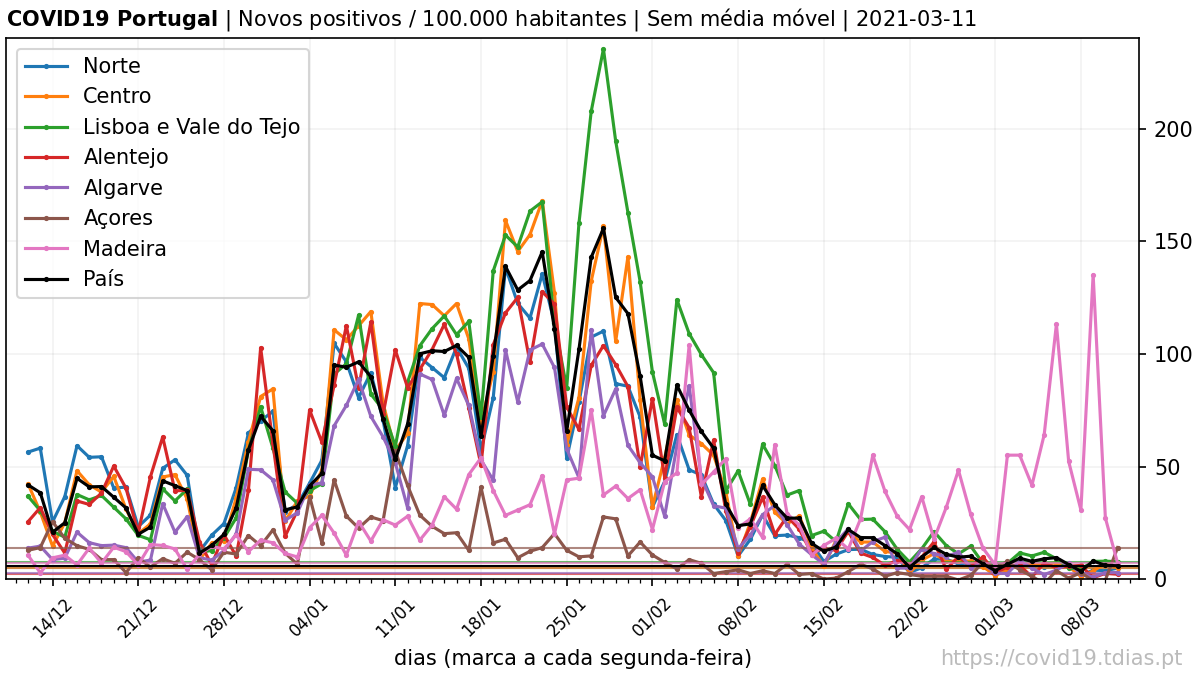 COVID19 Portugal | Novos positivos / 100.000 habitantes | Sem média móvel | 2021-03-11
Norte
Centro
Lisboa e Vale do Tejo
Alentejo
Algarve
Açores
Madeira
País
200
150
100
50
0
14/12
21/12
28/12
04/01
11/01
18/01
25/01
01/02
08/02
15/02
22/02
01/03
08/03
dias (marca a cada segunda-feira)
https://covid19.tdias.pt